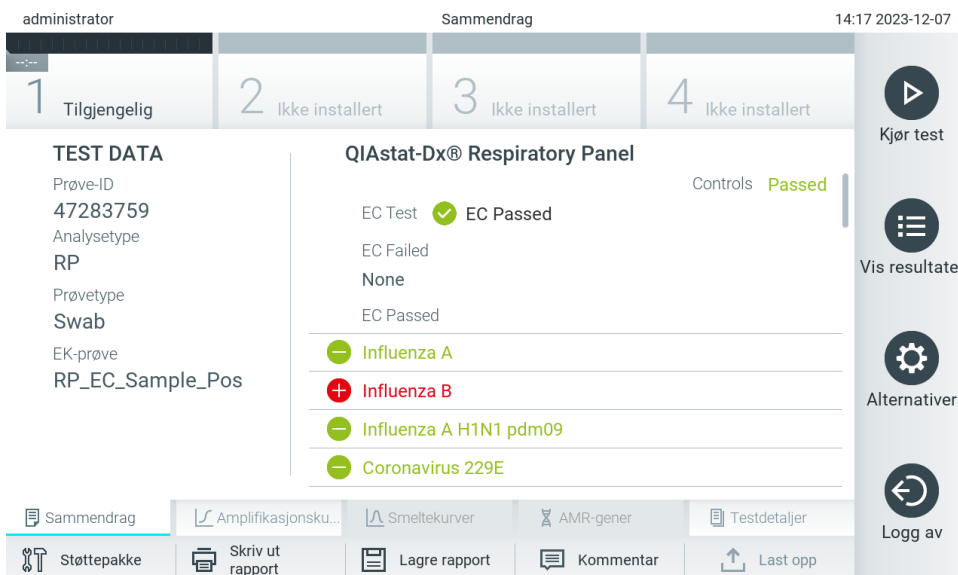 administrator
Sammendrag
14:17 2023-12-07
--:--
1 Tilgjengelig
2 Ikke installert
3 Ikke installert
4 Ikke installert
Kjør test
Vis resultate
Alternativer
Logg av
TEST DATA
Prøve-ID
47283759
Analysetype
RP
Prøvetype
Swab
EK-prøve
RP_EC_Sample_Pos
QIAstat-Dx® Respiratory Panel
Controls Passed
EC Test EC Passed
EC Failed
None
EC Passed
Influenza A
Influenza B
Influenza A H1N1 pdm09
Coronavirus 229E
Sammendrag
Amplifikasjonsku...
Smeltekurver
AMR-gener
Testdetaljer
Støttepakke
Skriv ut
rapport
Lagre rapport
Kommentar
Last opp